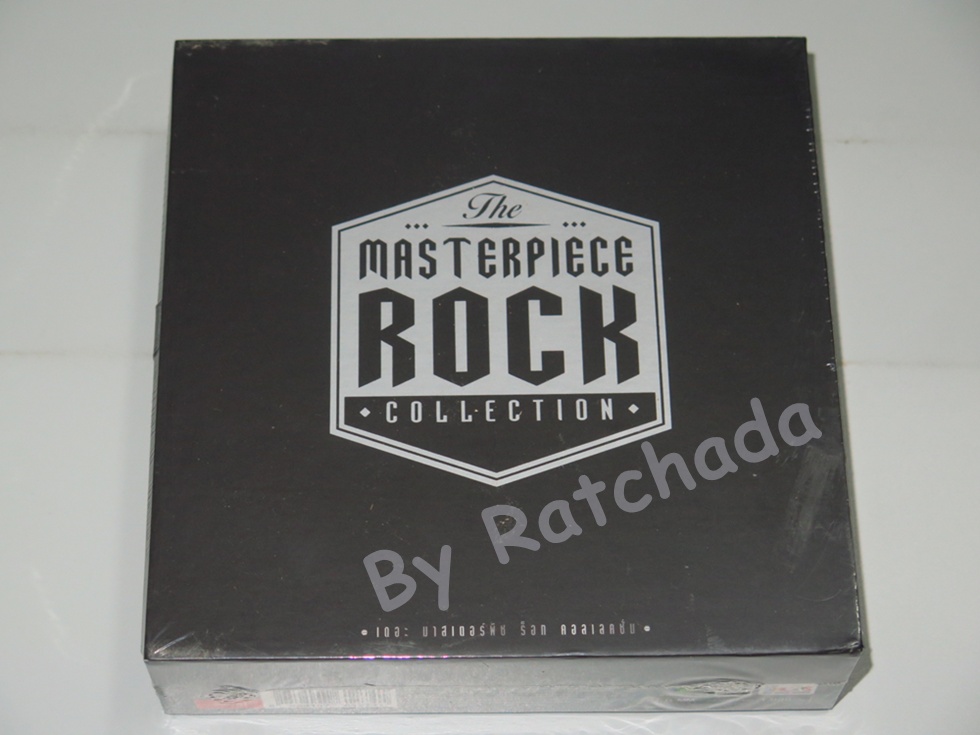 The
MASTERPIECE
ROCK
COLLECTION
By Ratchada
เดอะ มาสเตอร์พีซ ร็อก คอลเลคชั่น